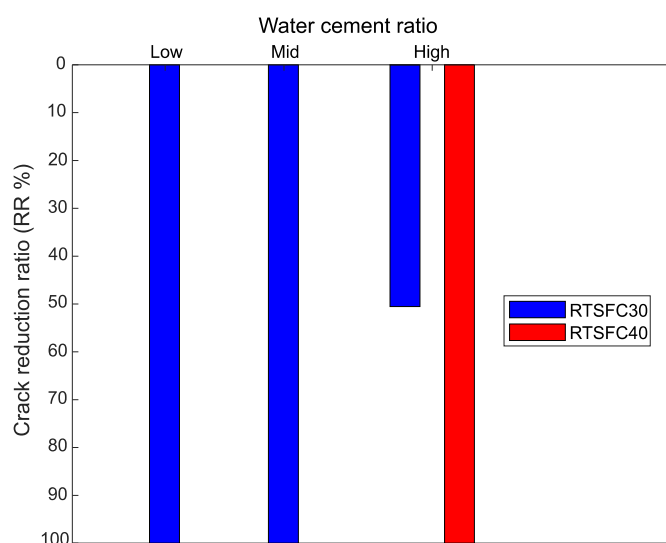 Water cement ratio
Low Mid High
0
10
20
30
40
50
60
70
80
90
100
Crack reduction ratio (RR %)
RTSFC30
RTSFC40